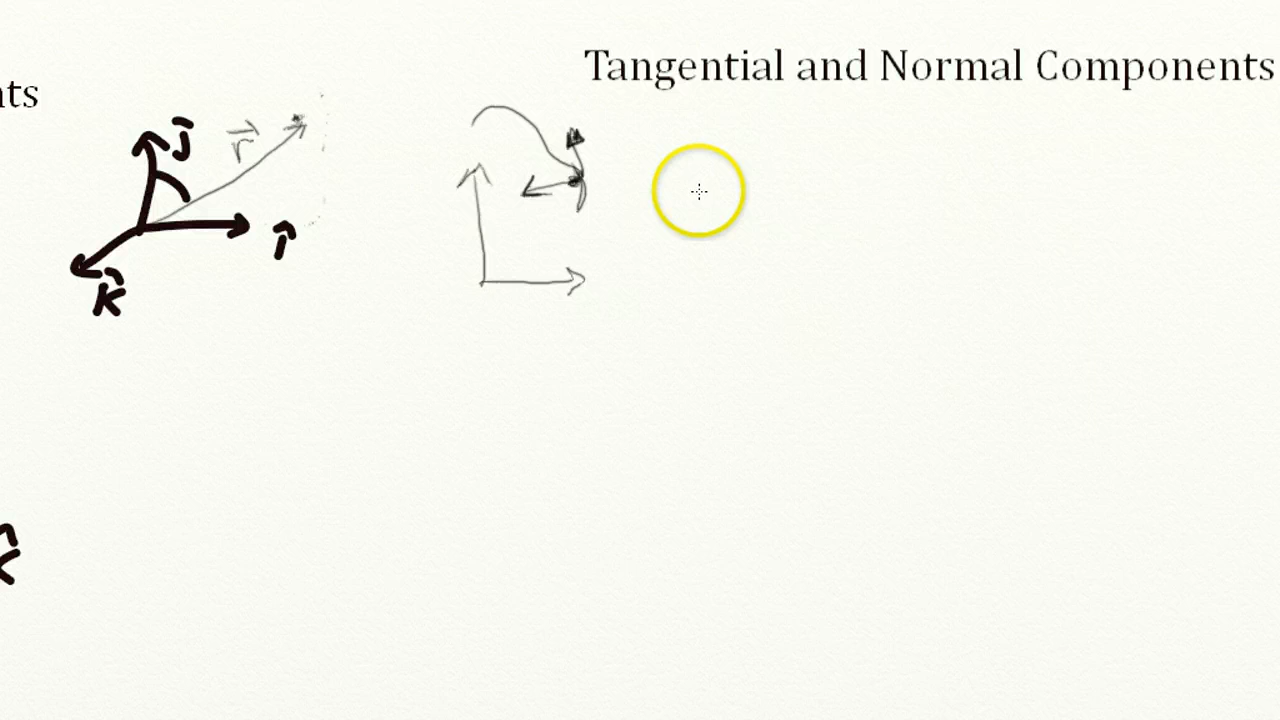 Tangential and Normal Components
nts
ĵ
r⃗
î
k̂
k̂